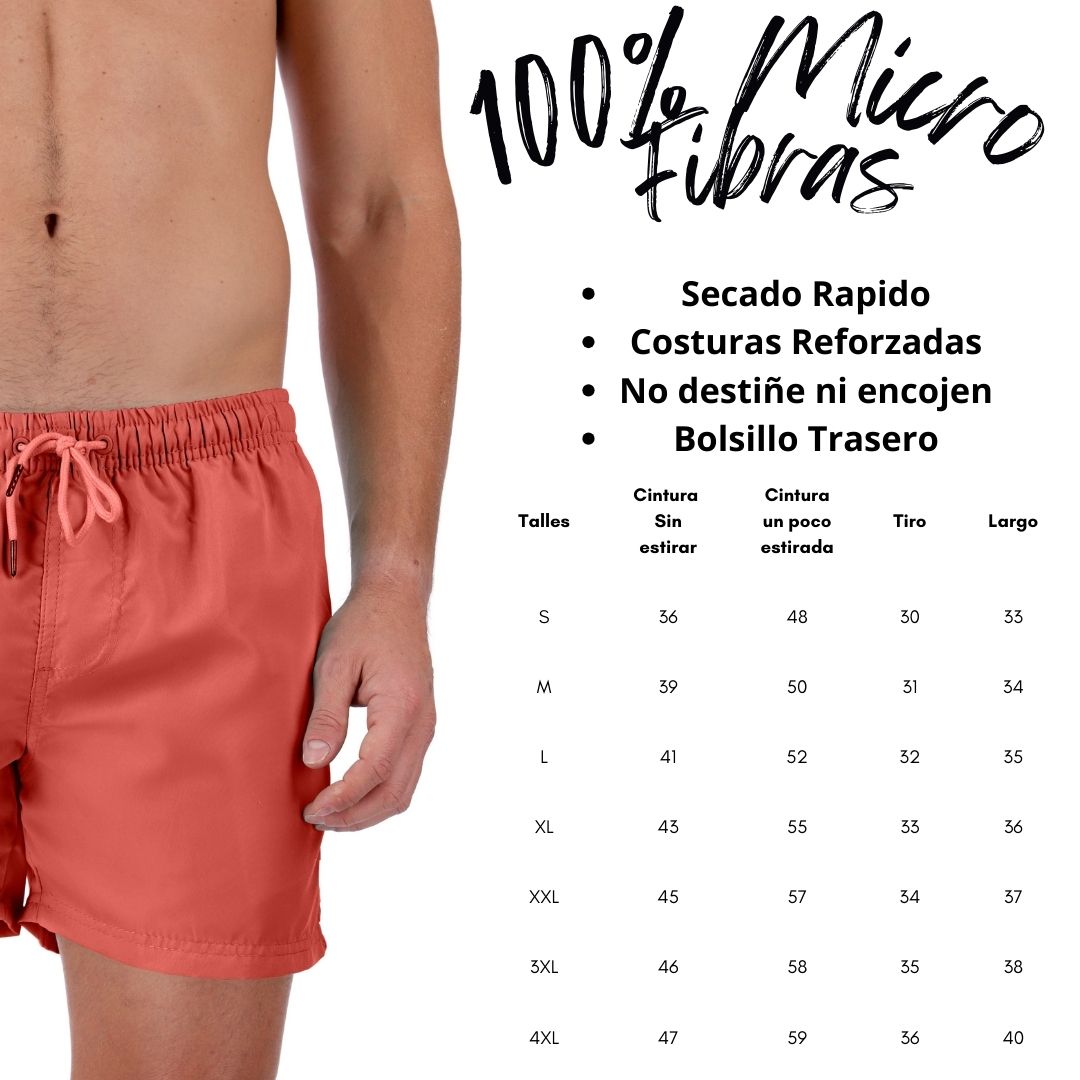 100% Micro
fibras
• Secado Rapido
• Costuras Reforzadas
• No destiñe ni encojen
• Bolsillo Trasero
Talles Cintura Sin estirar Cintura un poco estirada Tiro Largo
S 36 48 30 33
M 39 50 31 34
L 41 52 32 35
XL 43 55 33 36
XXL 45 57 34 37
3XL 46 58 35 38
4XL 47 59 36 40